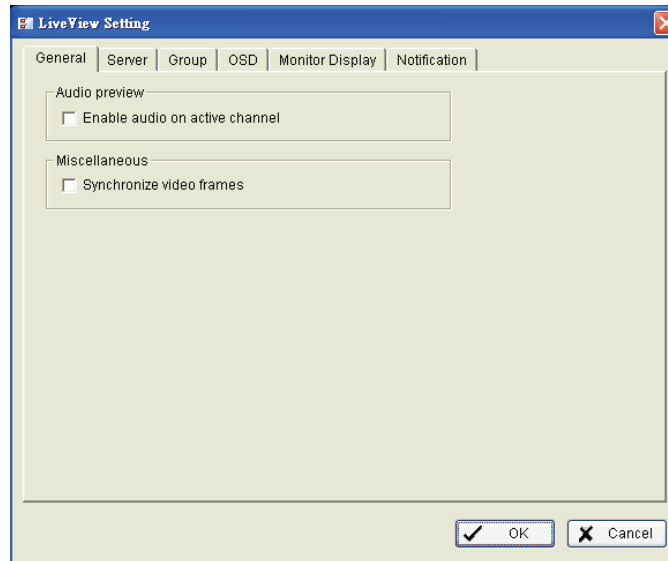 LiveView Setting
General Server Group OSD Monitor Display Notification
Audio preview
Enable audio on active channel
Miscellaneous
Synchronize video frames
OK Cancel